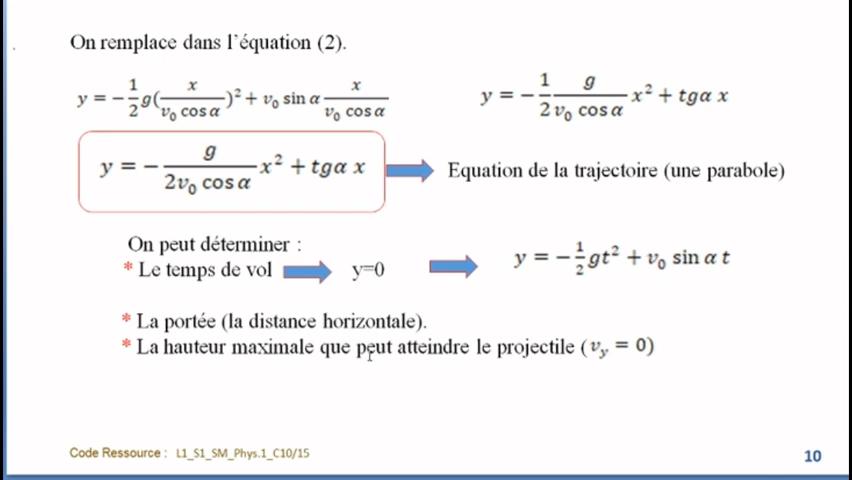 On remplace dans l'équation (2).
y = −1/2 g(x/(v₀ cos α))² + v₀ sin α x/(v₀ cos α)
y = −1/2 g/(v₀ cos α) x² + tgα x
y = − g/(2v₀ cos α) x² + tgα x
Equation de la trajectoire (une parabole)
On peut déterminer :
* Le temps de vol
y=0
y = −1/2 gt² + v₀ sin α t
* La portée (la distance horizontale).
* La hauteur maximale que peut atteindre le projectile (vᵧ = 0)
Code Ressource : L1_S1_SM_Phys.1_C10/15
10